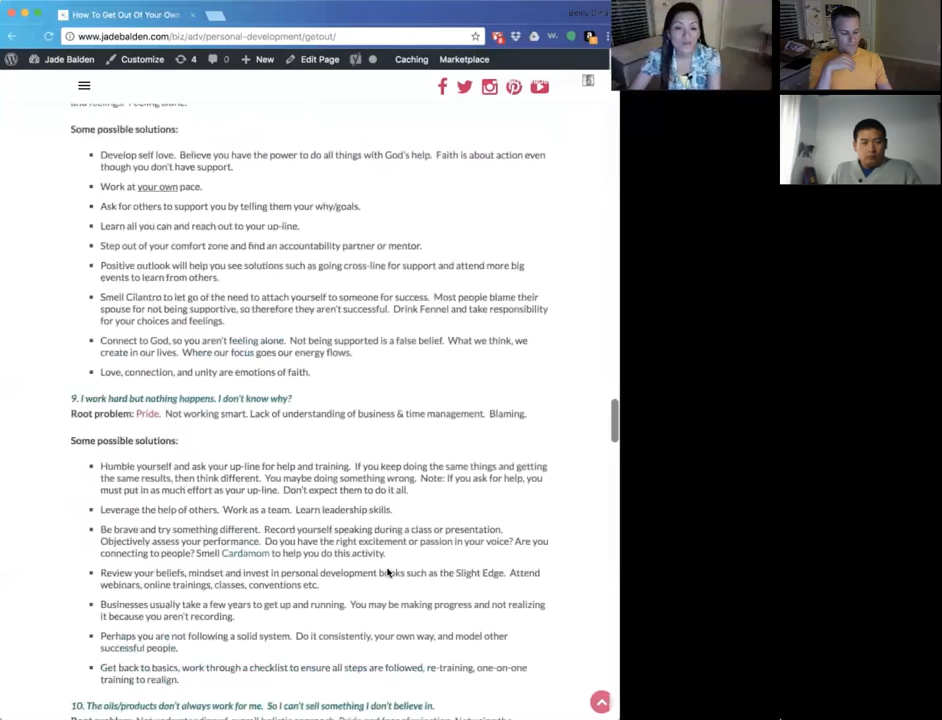 How To Get Out Of Your Own
www.jadebalden.com/biz/adv/personal-development/getout/
Jade Balden Customize 4 0 New Edit Page Caching Marketplace
Some possible solutions:
Develop self love. Believe you have the power to do all things with God's help. Faith is about action even
though you don't have support.
Work at your own pace.
Ask for others to support you by telling them your why/goals.
Learn all you can and reach out to your up-line.
Step out of your comfort zone and find an accountability partner or mentor.
Positive outlook will help you see solutions such as going cross-line for support and attend more big
events to learn from others.
Smell Cilantro to let go of the need to attach yourself to someone for success. Most people blame their
spouse for not being supportive, so therefore they aren't successful. Drink Fennel and take responsibility
for your choices and feelings.
Connect to God, so you aren't feeling alone. Not being supported is a false belief. What we think, we
create in our lives. Where our focus goes our energy flows.
Love, connection, and unity are emotions of faith.
9. I work hard but nothing happens. I don't know why?
Root problem: Pride. Not working smart. Lack of understanding of business & time management. Blaming.
Some possible solutions:
Humble yourself and ask your up-line for help and training. If you keep doing the same things and getting
the same results, then think different. You maybe doing something wrong. Note: If you ask for help, you
must put in as much effort as your up-line. Don't expect them to do it all.
Leverage the help of others. Work as a team. Learn leadership skills.
Be brave and try something different. Record yourself speaking during a class or presentation.
Objectively assess your performance. Do you have the right excitement or passion in your voice? Are you
connecting to people? Smell Cardamom to help you do this activity.
Review your beliefs, mindset and invest in personal development books such as the Slight Edge. Attend
webinars, online trainings, classes, conventions etc.
Businesses usually take a few years to get up and running. You may be making progress and not realizing
it because you aren't recording.
Perhaps you are not following a solid system. Do it consistently, your own way, and model other
successful people.
Get back to basics, work through a checklist to ensure all steps are followed, re-training, one-on-one
training to realign.
10. The oils/products don't always work for me. So I can't sell something I don't believe in.